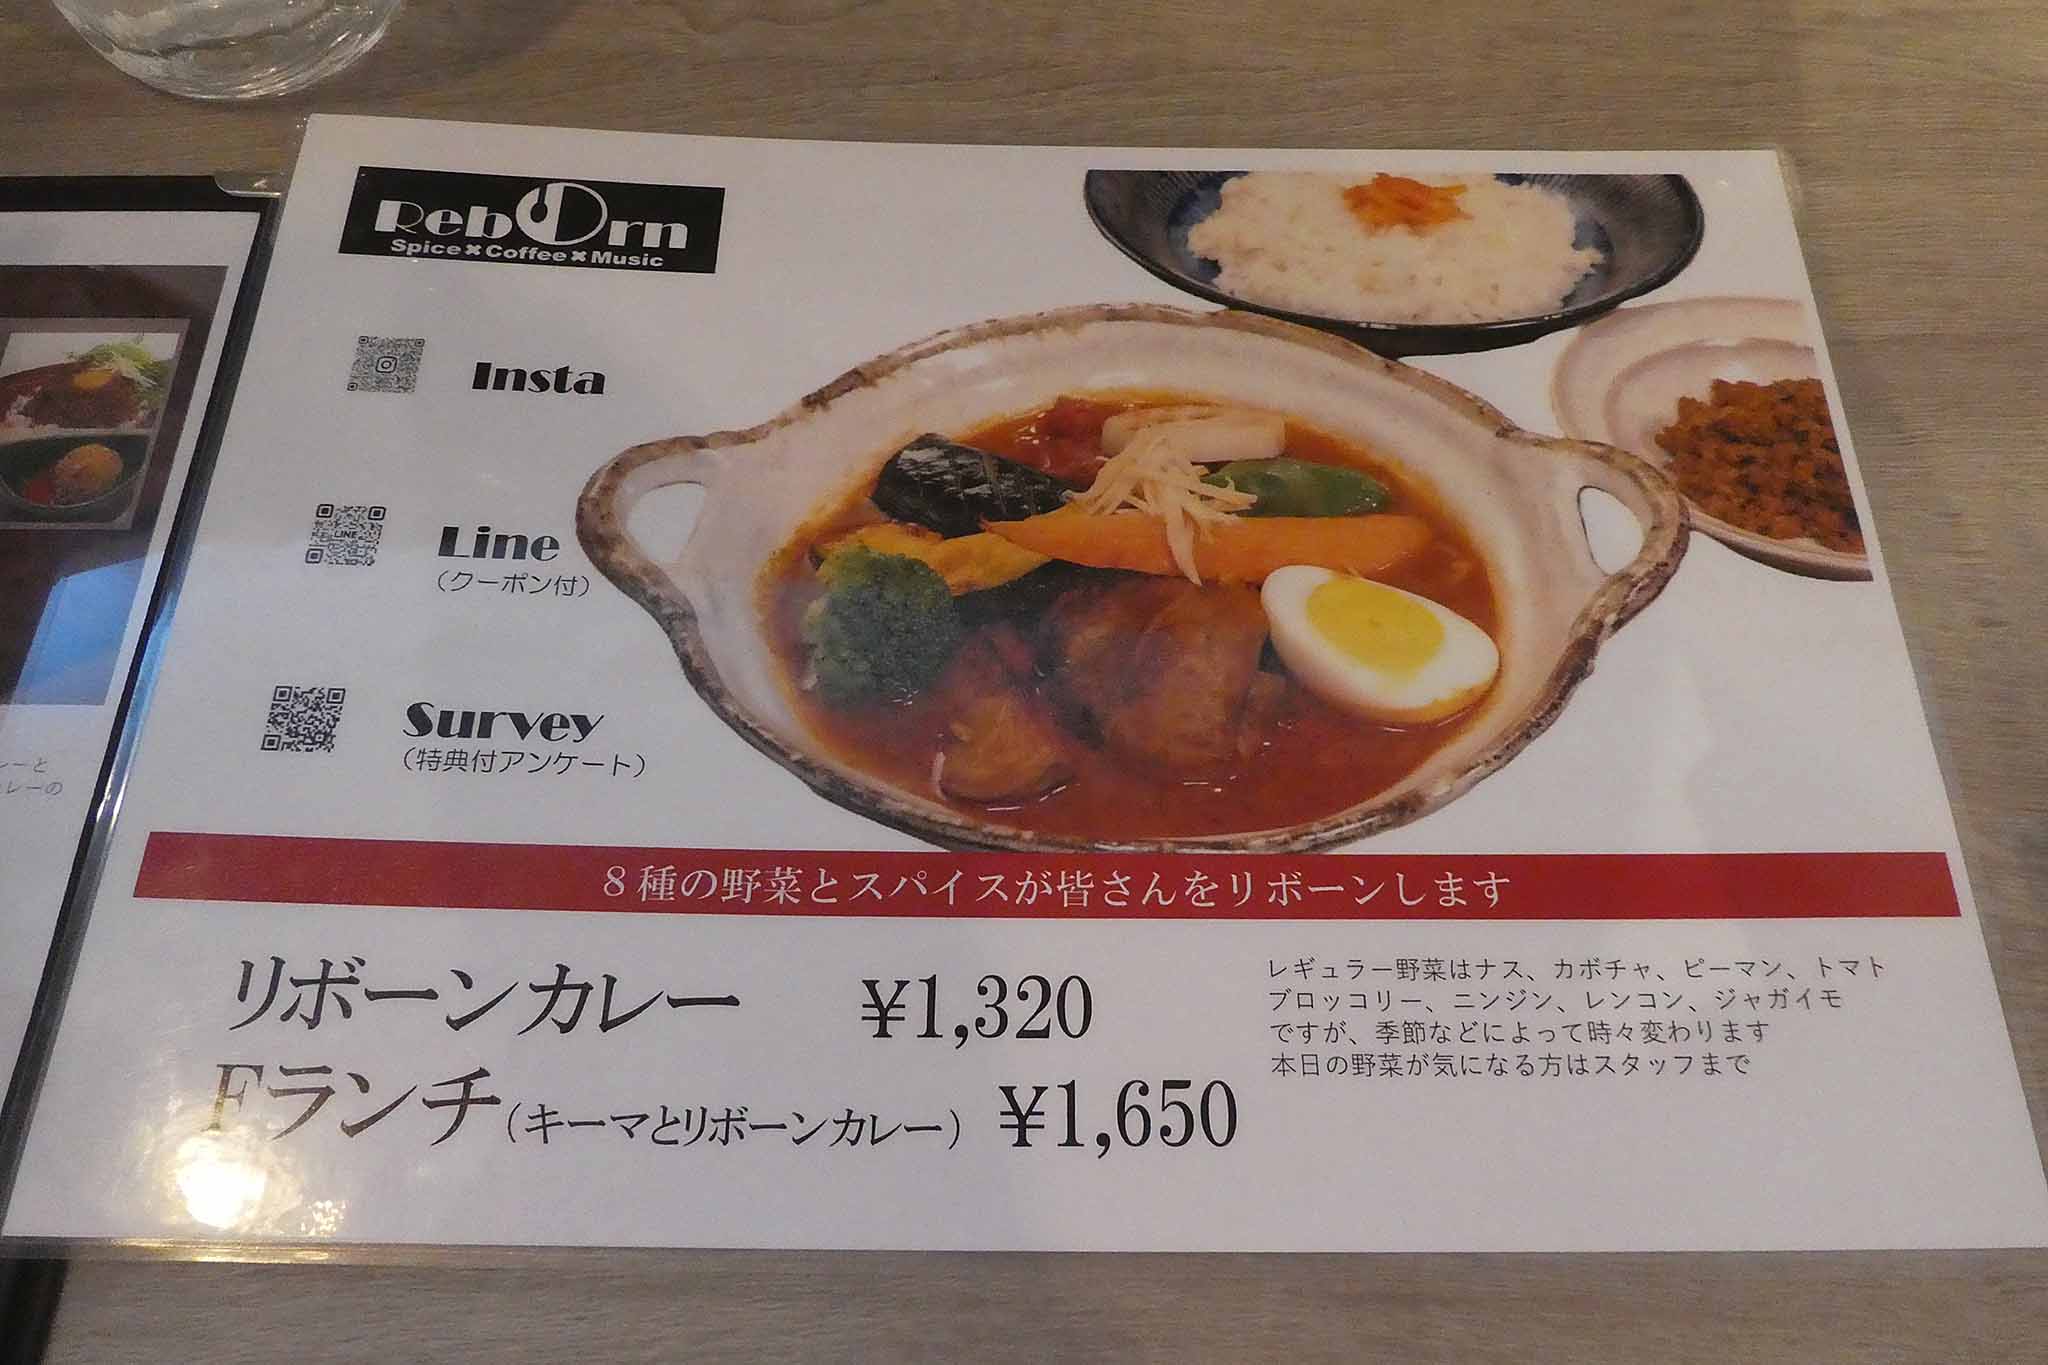 Reborn
Spice×Coffee×Music
Insta
LINE
Line
（クーポン付）
Survey
（特典付アンケート）
8種の野菜とスパイスが皆さんをリボーンします
リボーンカレー ¥1,320
Fランチ（キーマとリボーンカレー） ¥1,650
レギュラー野菜はナス、カボチャ、ピーマン、トマト
ブロッコリー、ニンジン、レンコン、ジャガイモ
ですが、季節などによって時々変わります
本日の野菜が気になる方はスタッフまで
レーと
レーの